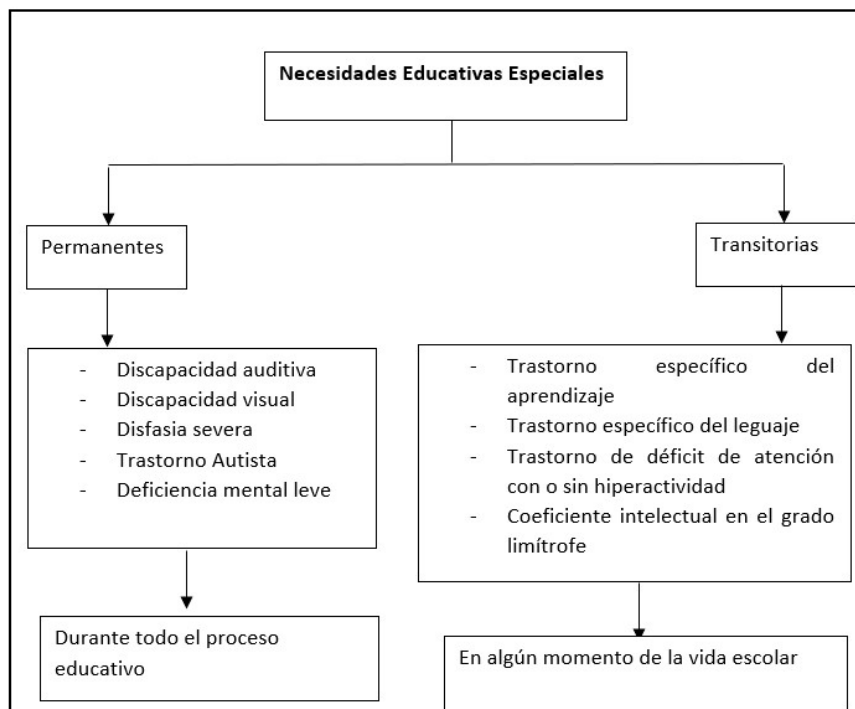 Necesidades Educativas Especiales
Permanentes
Transitorias
- Discapacidad auditiva
- Discapacidad visual
- Disfasia severa
- Trastorno Autista
- Deficiencia mental leve
- Trastorno específico del
aprendizaje
- Trastorno específico del leguaje
- Trastorno de déficit de atención
con o sin hiperactividad
- Coeficiente intelectual en el grado
limítrofe
Durante todo el proceso
educativo
En algún momento de la vida escolar